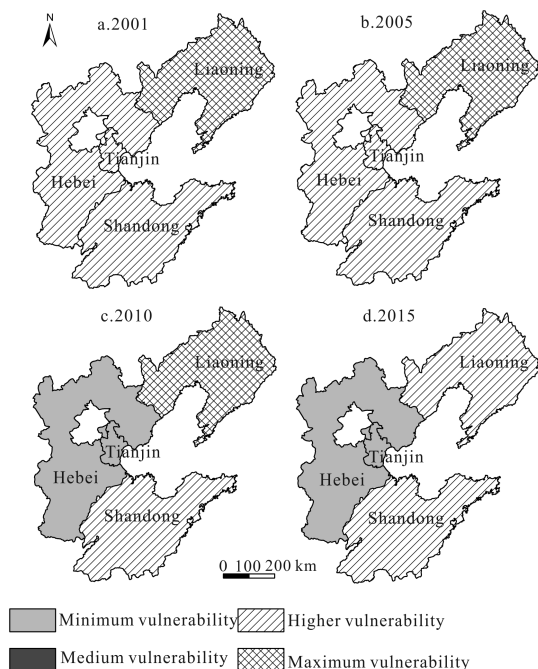 N
a.2001
b.2005
Liaoning
Liaoning
Tianjin
Tianjin
Hebei
Hebei
Shandong
Shandong
c.2010
d.2015
Liaoning
Liaoning
Tianjin
Tianjin
Hebei
Hebei
Shandong
Shandong
0 100 200 km
Minimum vulnerability
Higher vulnerability
Medium vulnerability
Maximum vulnerability